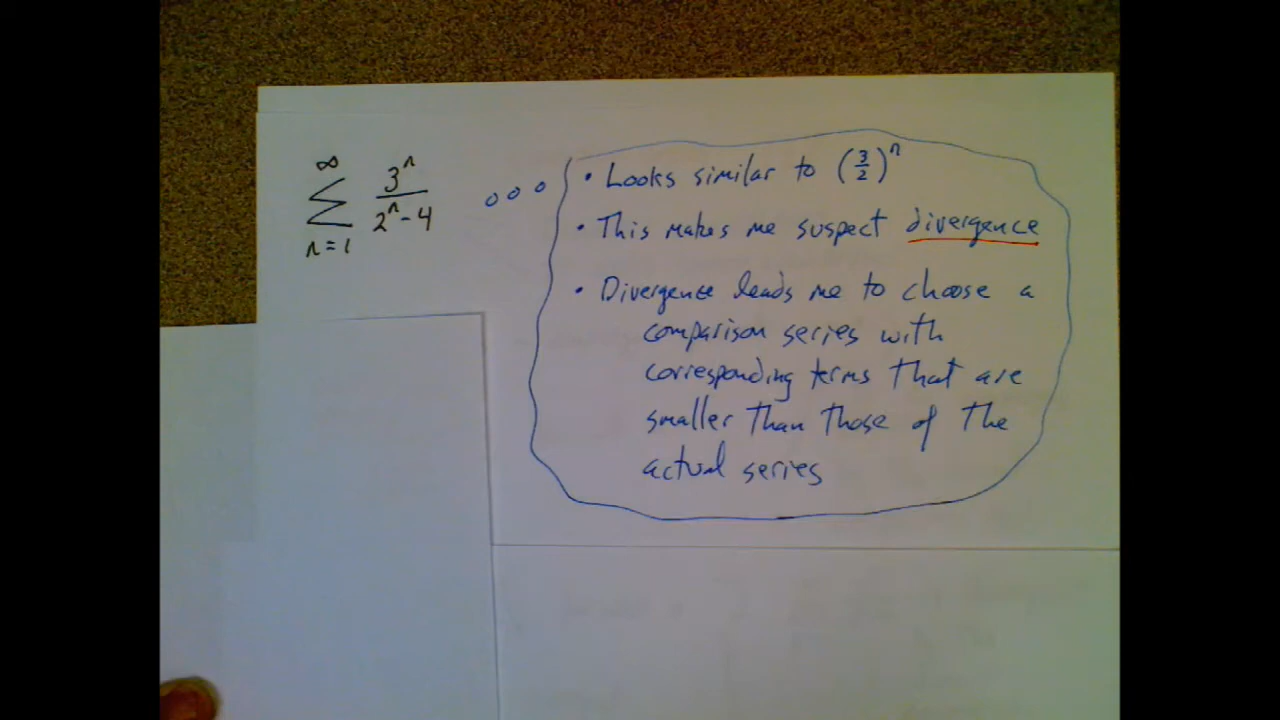 ∞
∑ 3^n / (2^n - 4)
n=1
• Looks similar to (3/2)^n
• This makes me suspect divergence
• Divergence leads me to choose a
comparison series with
corresponding terms that are
smaller than those of the
actual series